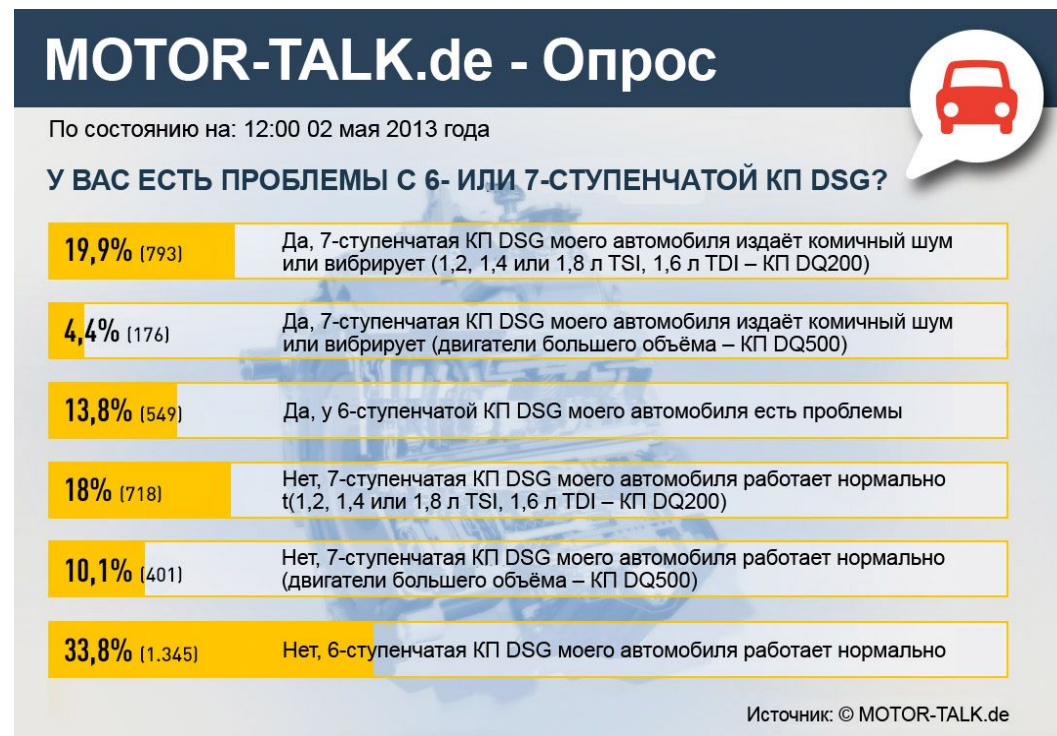 MOTOR-TALK.de - Опрос
По состоянию на: 12:00 02 мая 2013 года
У ВАС ЕСТЬ ПРОБЛЕМЫ С 6- ИЛИ 7-СТУПЕНЧАТОЙ КП DSG?
19,9% (793)
Да, 7-ступенчатая КП DSG моего автомобиля издаёт комичный шум
или вибрирует (1,2, 1,4 или 1,8 л TSI, 1,6 л TDI – КП DQ200)
4,4% (176)
Да, 7-ступенчатая КП DSG моего автомобиля издаёт комичный шум
или вибрирует (двигатели большего объёма – КП DQ500)
13,8% (549)
Да, у 6-ступенчатой КП DSG моего автомобиля есть проблемы
18% (718)
Нет, 7-ступенчатая КП DSG моего автомобиля работает нормально
t(1,2, 1,4 или 1,8 л TSI, 1,6 л TDI – КП DQ200)
10,1% (401)
Нет, 7-ступенчатая КП DSG моего автомобиля работает нормально
(двигатели большего объёма – КП DQ500)
33,8% (1.345)
Нет, 6-ступенчатая КП DSG моего автомобиля работает нормально
Источник: © MOTOR-TALK.de